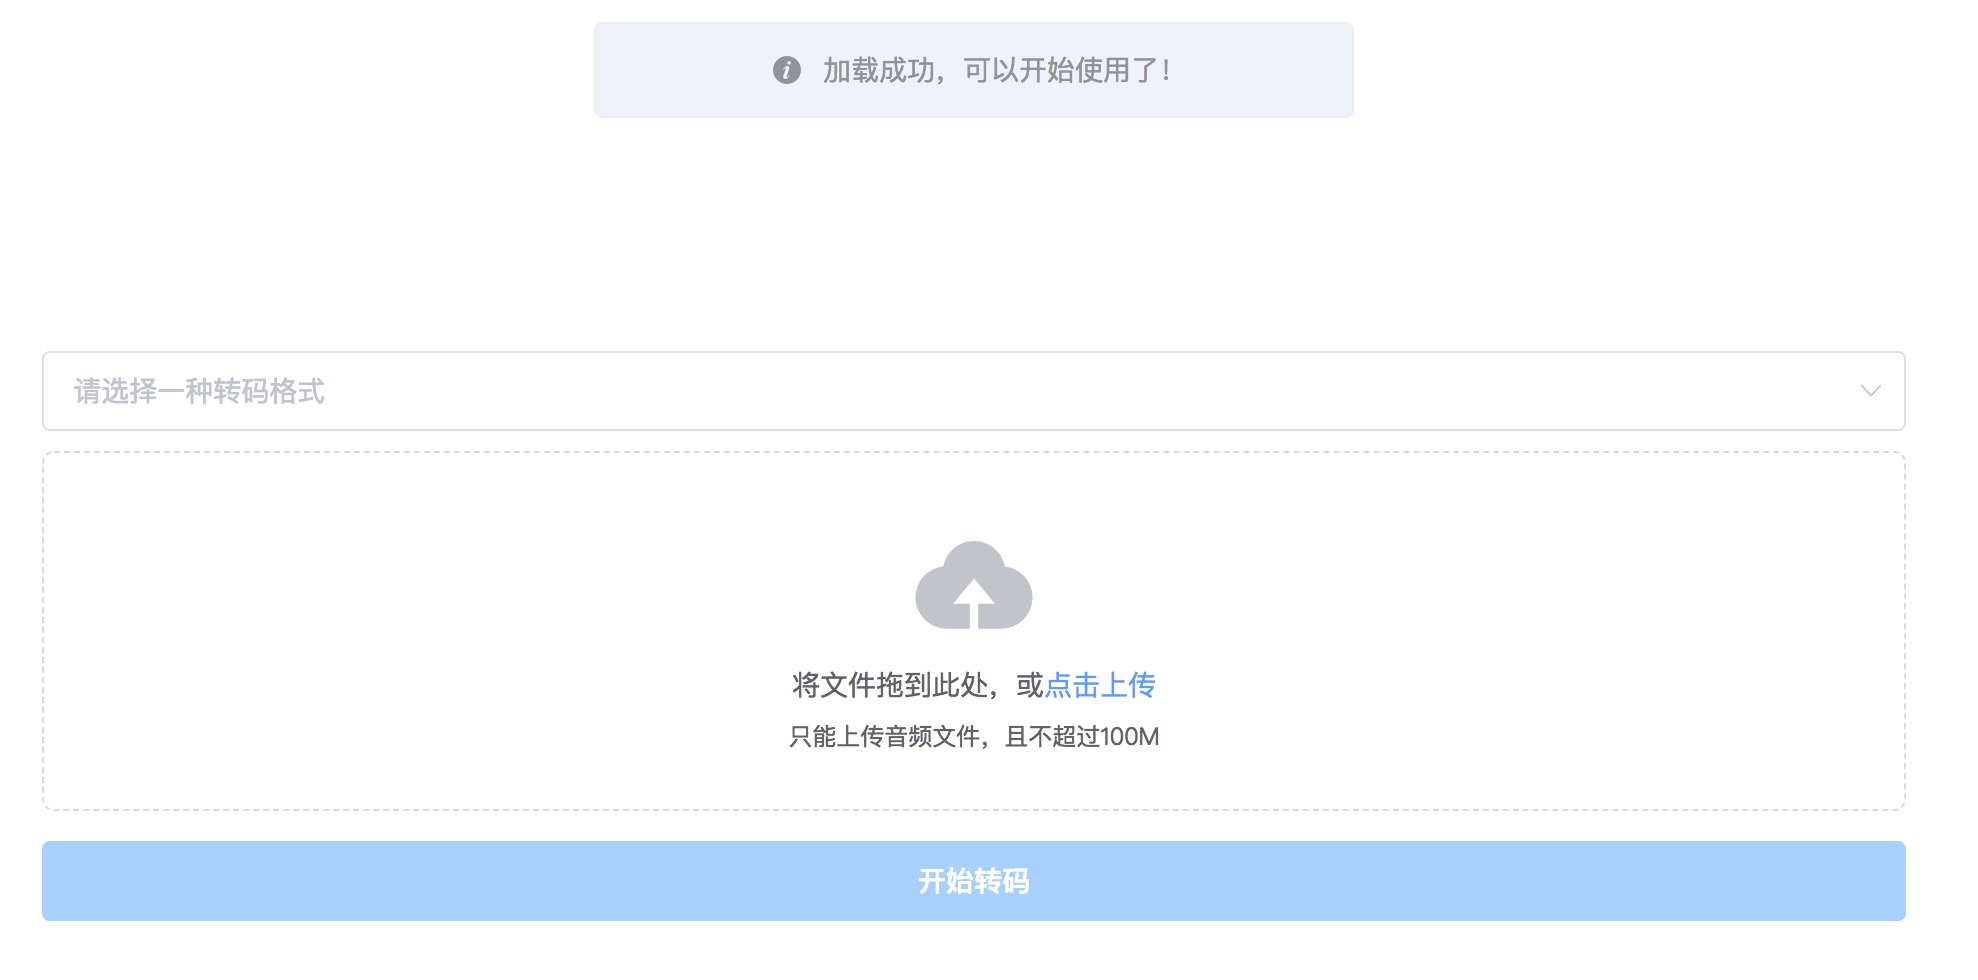 加载成功，可以开始使用了！
请选择一种转码格式
将文件拖到此处，或点击上传
只能上传音频文件，且不超过100M
开始转码